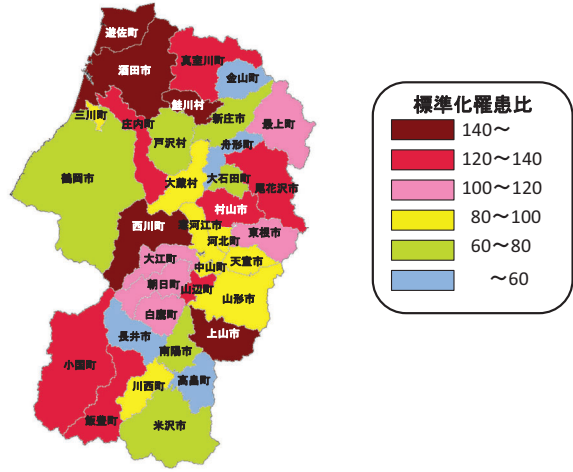 遊佐町
酒田市
真室川町
金山町
鮭川村
三川町
庄内町
新庄市
最上町
戸沢村
舟形町
鶴岡市
大蔵村
大石田町
尾花沢市
村山市
西川町
寒河江市
河北町
東根市
大江町
中山町
天童市
朝日町
山辺町
山形市
白鷹町
長井市
上山市
南陽市
小国町
高畠町
川西町
飯豊町
米沢市
標準化罹患比
140～
120～140
100～120
80～100
60～80
～60